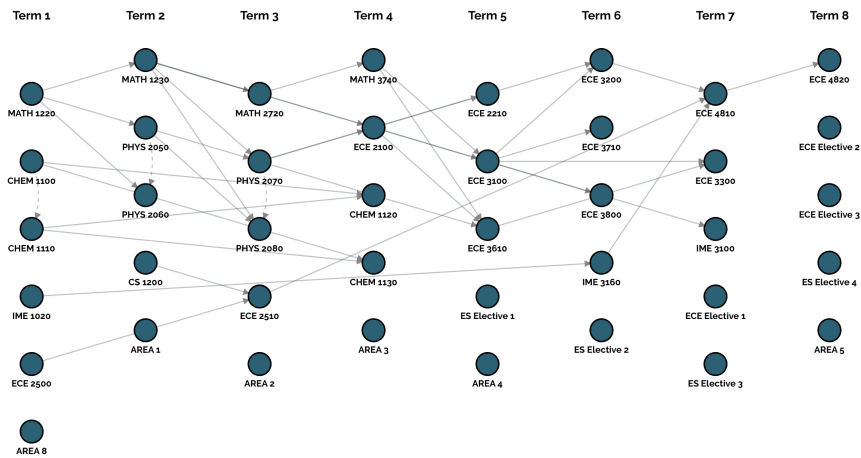 Term 1
Term 2
Term 3
Term 4
Term 5
Term 6
Term 7
Term 8
MATH 1220
CHEM 1100
CHEM 1110
IME 1020
ECE 2500
AREA 8
MATH 1230
PHYS 2050
PHYS 2060
CS 1200
AREA 1
MATH 2720
PHYS 2070
PHYS 2080
ECE 2510
AREA 2
MATH 3740
ECE 2100
CHEM 1120
CHEM 1130
AREA 3
ECE 2210
ECE 3100
ECE 3610
ES Elective 1
AREA 4
ECE 3200
ECE 3710
ECE 3800
IME 3160
ES Elective 2
ECE 4810
ECE 3300
IME 3100
ECE Elective 1
ES Elective 3
ECE 4820
ECE Elective 2
ECE Elective 3
ES Elective 4
AREA 5